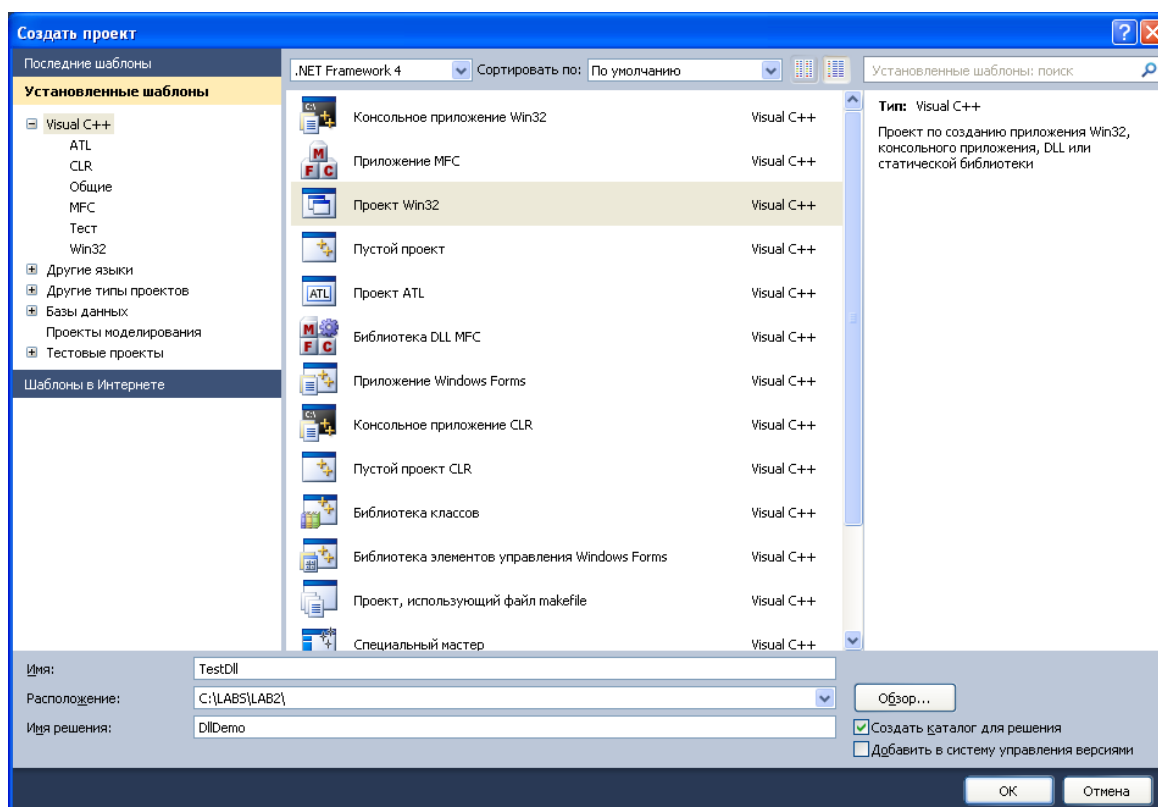 Создать проект
Последние шаблоны
.NET Framework 4 Сортировать по: По умолчанию Установленные шаблоны: поиск
Установленные шаблоны
Visual C++
ATL
CLR
Общие
MFC
Тест
Win32
Другие языки
Другие типы проектов
Базы данных
Проекты моделирования
Тестовые проекты
Шаблоны в Интернете
Консольное приложение Win32 Visual C++
Приложение MFC Visual C++
Проект Win32 Visual C++
Пустой проект Visual C++
Проект ATL Visual C++
Библиотека DLL MFC Visual C++
Приложение Windows Forms Visual C++
Консольное приложение CLR Visual C++
Пустой проект CLR Visual C++
Библиотека классов Visual C++
Библиотека элементов управления Windows Forms Visual C++
Проект, использующий файл makefile Visual C++
Специальный мастер Visual C++
Тип: Visual C++
Проект по созданию приложения Win32,
консольного приложения, DLL или
статической библиотеки
Имя: TestDll
Расположение: C:\LABS\LAB2\ Обзор...
Имя решения: DllDemo
Создать каталог для решения
Добавить в систему управления версиями
ОК Отмена